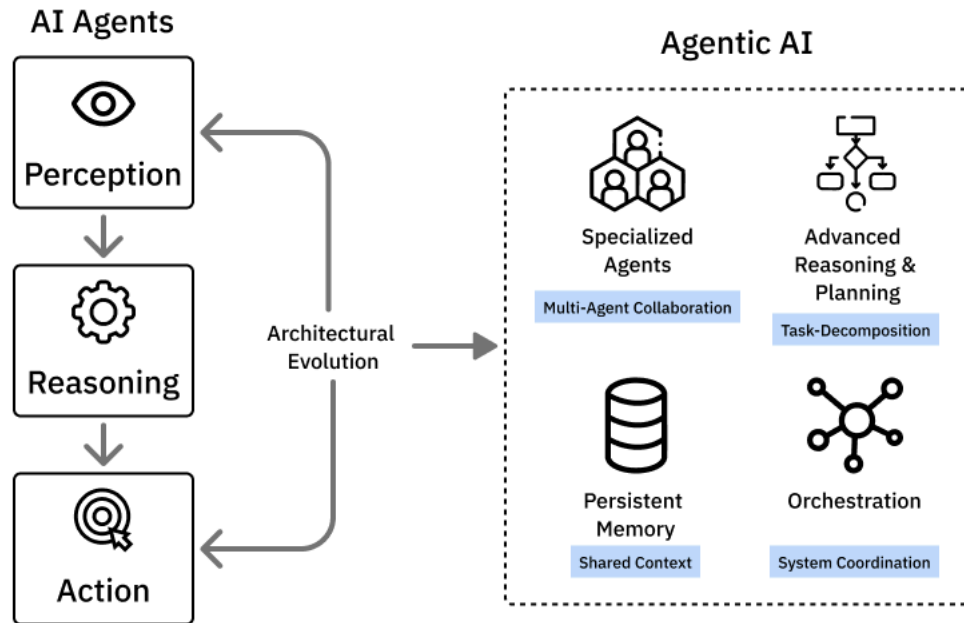 AI Agents
Perception
Reasoning
Action
Architectural
Evolution
Agentic AI
Specialized
Agents
Multi-Agent Collaboration
Advanced
Reasoning &
Planning
Task-Decomposition
Persistent
Memory
Shared Context
Orchestration
System Coordination